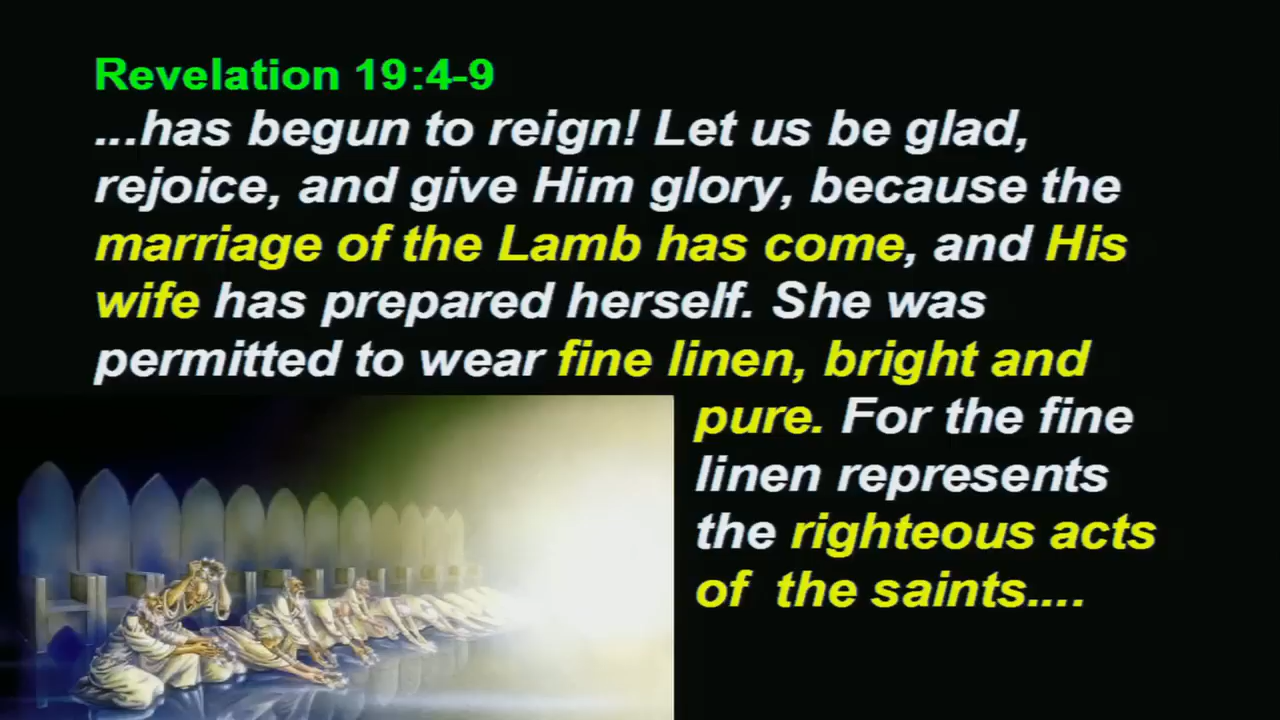 Revelation 19:4-9
...has begun to reign! Let us be glad,
rejoice, and give Him glory, because the
marriage of the Lamb has come, and His
wife has prepared herself. She was
permitted to wear fine linen, bright and
pure. For the fine
linen represents
the righteous acts
of the saints....